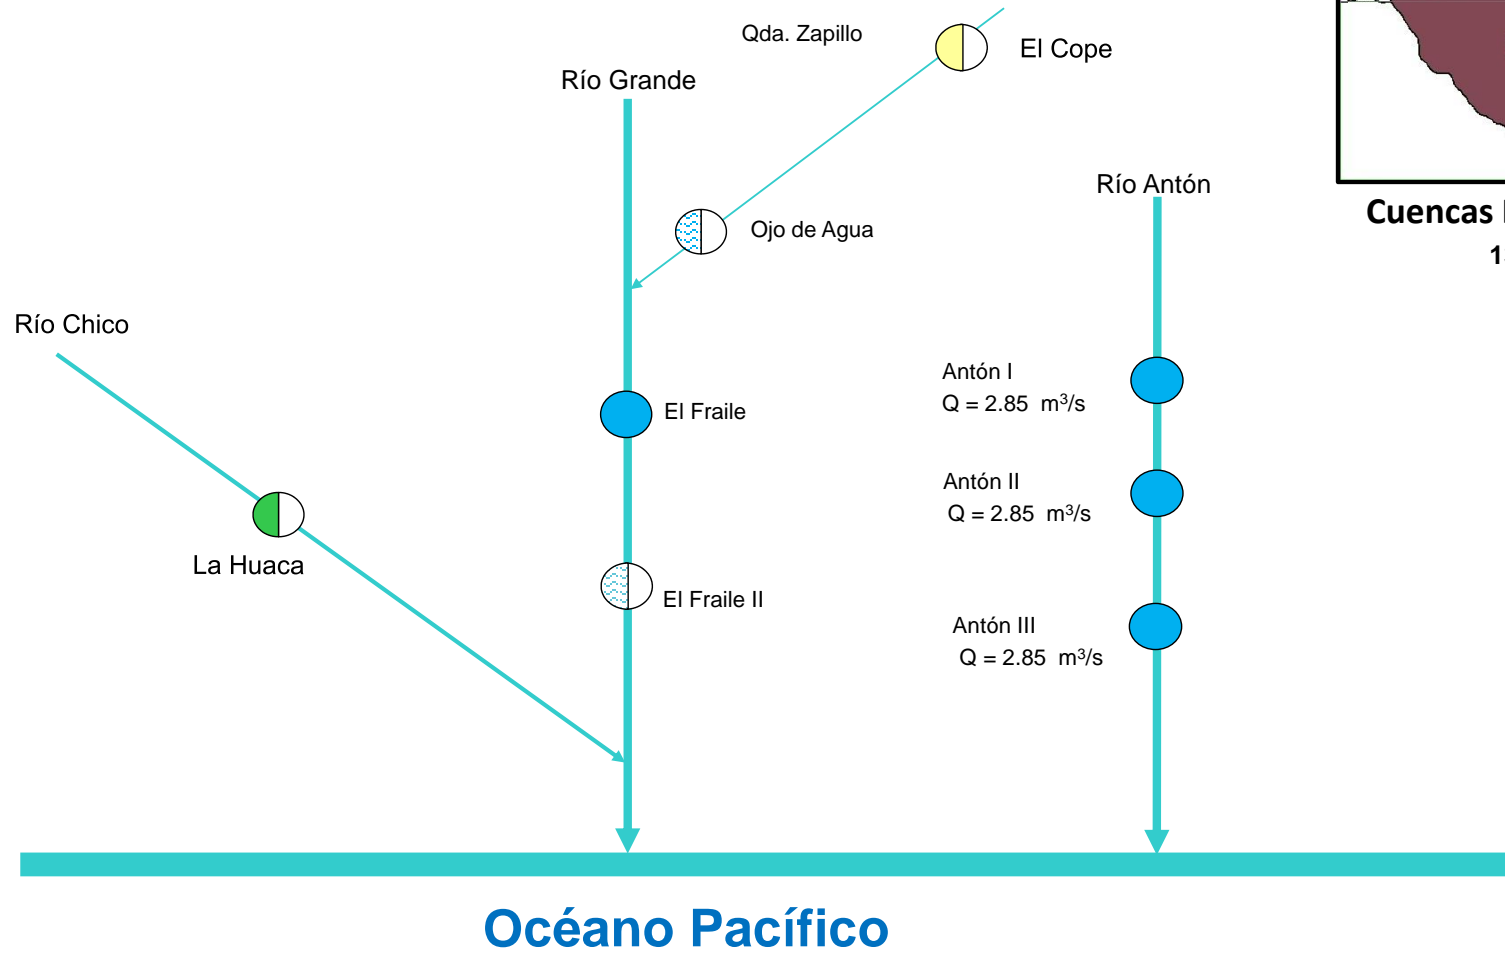 Qda. Zapillo
El Cope
Río Grande
Río Antón
Cuencas
Ojo de Agua
Río Chico
Antón I
Q = 2.85 m³/s
El Fraile
Antón II
Q = 2.85 m³/s
La Huaca
El Fraile II
Antón III
Q = 2.85 m³/s
Océano Pacífico